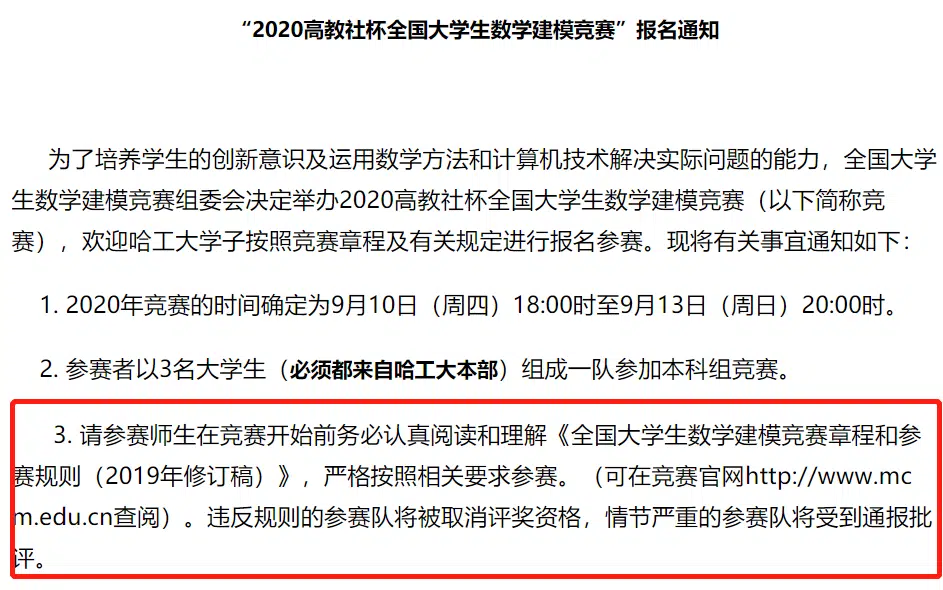 “2020高教社杯全国大学生数学建模竞赛”报名通知
为了培养学生的创新意识及运用数学方法和计算机技术解决实际问题的能力，全国大学
生数学建模竞赛组委会决定举办2020高教社杯全国大学生数学建模竞赛（以下简称竞
赛），欢迎哈工大学子按照竞赛章程及有关规定进行报名参赛。现将有关事宜通知如下：
1. 2020年竞赛的时间确定为9月10日（周四）18:00时至9月13日（周日）20:00时。
2. 参赛者以3名大学生（必须都来自哈工大本部）组成一队参加本科组竞赛。
3. 请参赛师生在竞赛开始前务必认真阅读和理解《全国大学生数学建模竞赛章程和参
赛规则（2019年修订稿）》，严格按照相关要求参赛。（可在竞赛官网http://www.mc
m.edu.cn查阅）。违反规则的参赛队将被取消评奖资格，情节严重的参赛队将受到通报批
评。